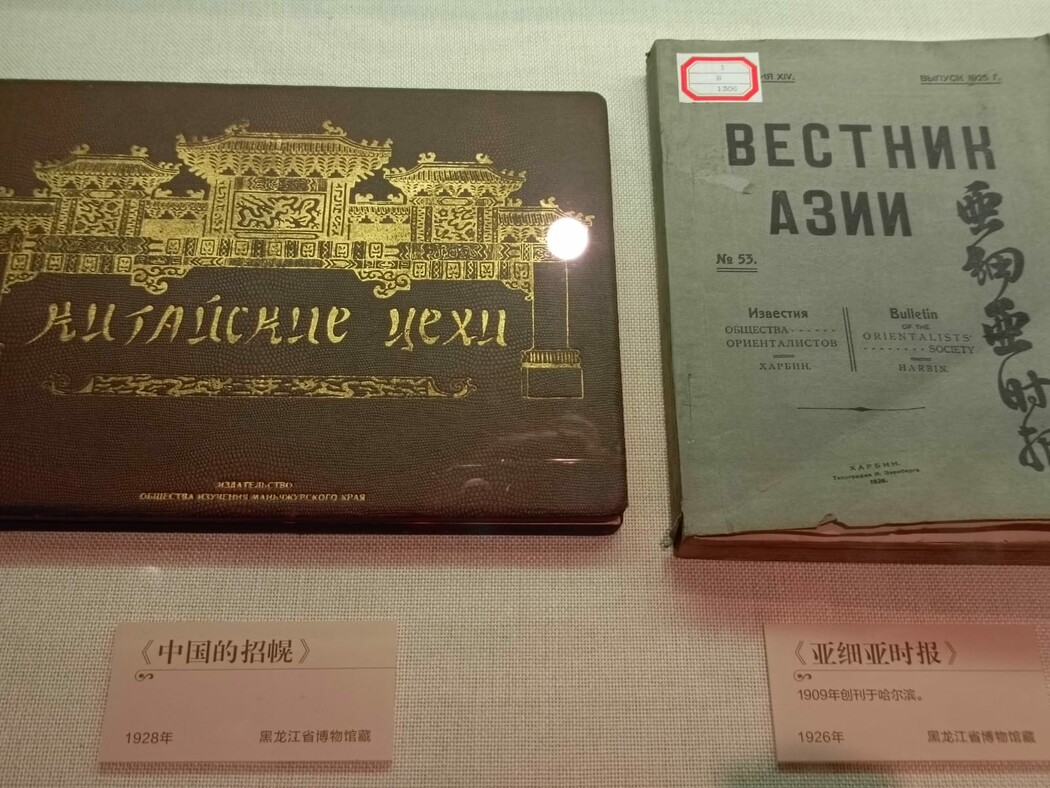 КИТАЙСКИЕ ЦЕХИ
ИЗДАТЕЛЬСТВО
ОБЩЕСТВА ИЗУЧЕНИЯ МАНЬЧЖУРСКОГО КРАЯ
1
B
1306
ИЯ XIV.
ВЫПУСК 1925 Г.
ВЕСТНИК
АЗИИ
№ 53.
亚细亚时报
Известия
ОБЩЕСТВА
ОРИЕНТАЛИСТОВ
ХАРБИН.
Bulletin
OF THE
ORIENTALISTS'
SOCIETY
HARBIN.
ХАРБИН.
1926.
《中国的招幌》
1928年
黑龙江省博物馆藏
《亚细亚时报》
1909年创刊于哈尔滨。
1926年
黑龙江省博物馆藏